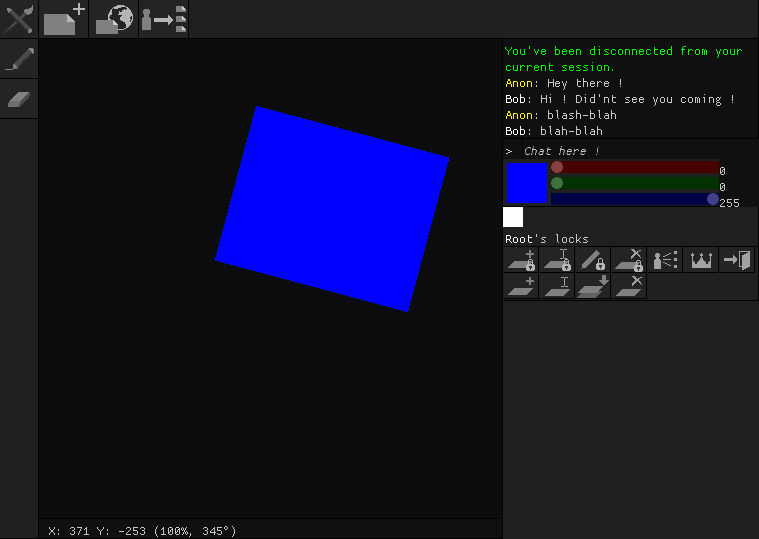 You've been disconnected from your
current session.
Anon: Hey there !
Bob: Hi ! Did'nt see you coming !
Anon: blash-blah
Bob: blah-blah
> Chat here !
0
0
255
Root's locks
X: 371 Y: -253 (100%, 345°)